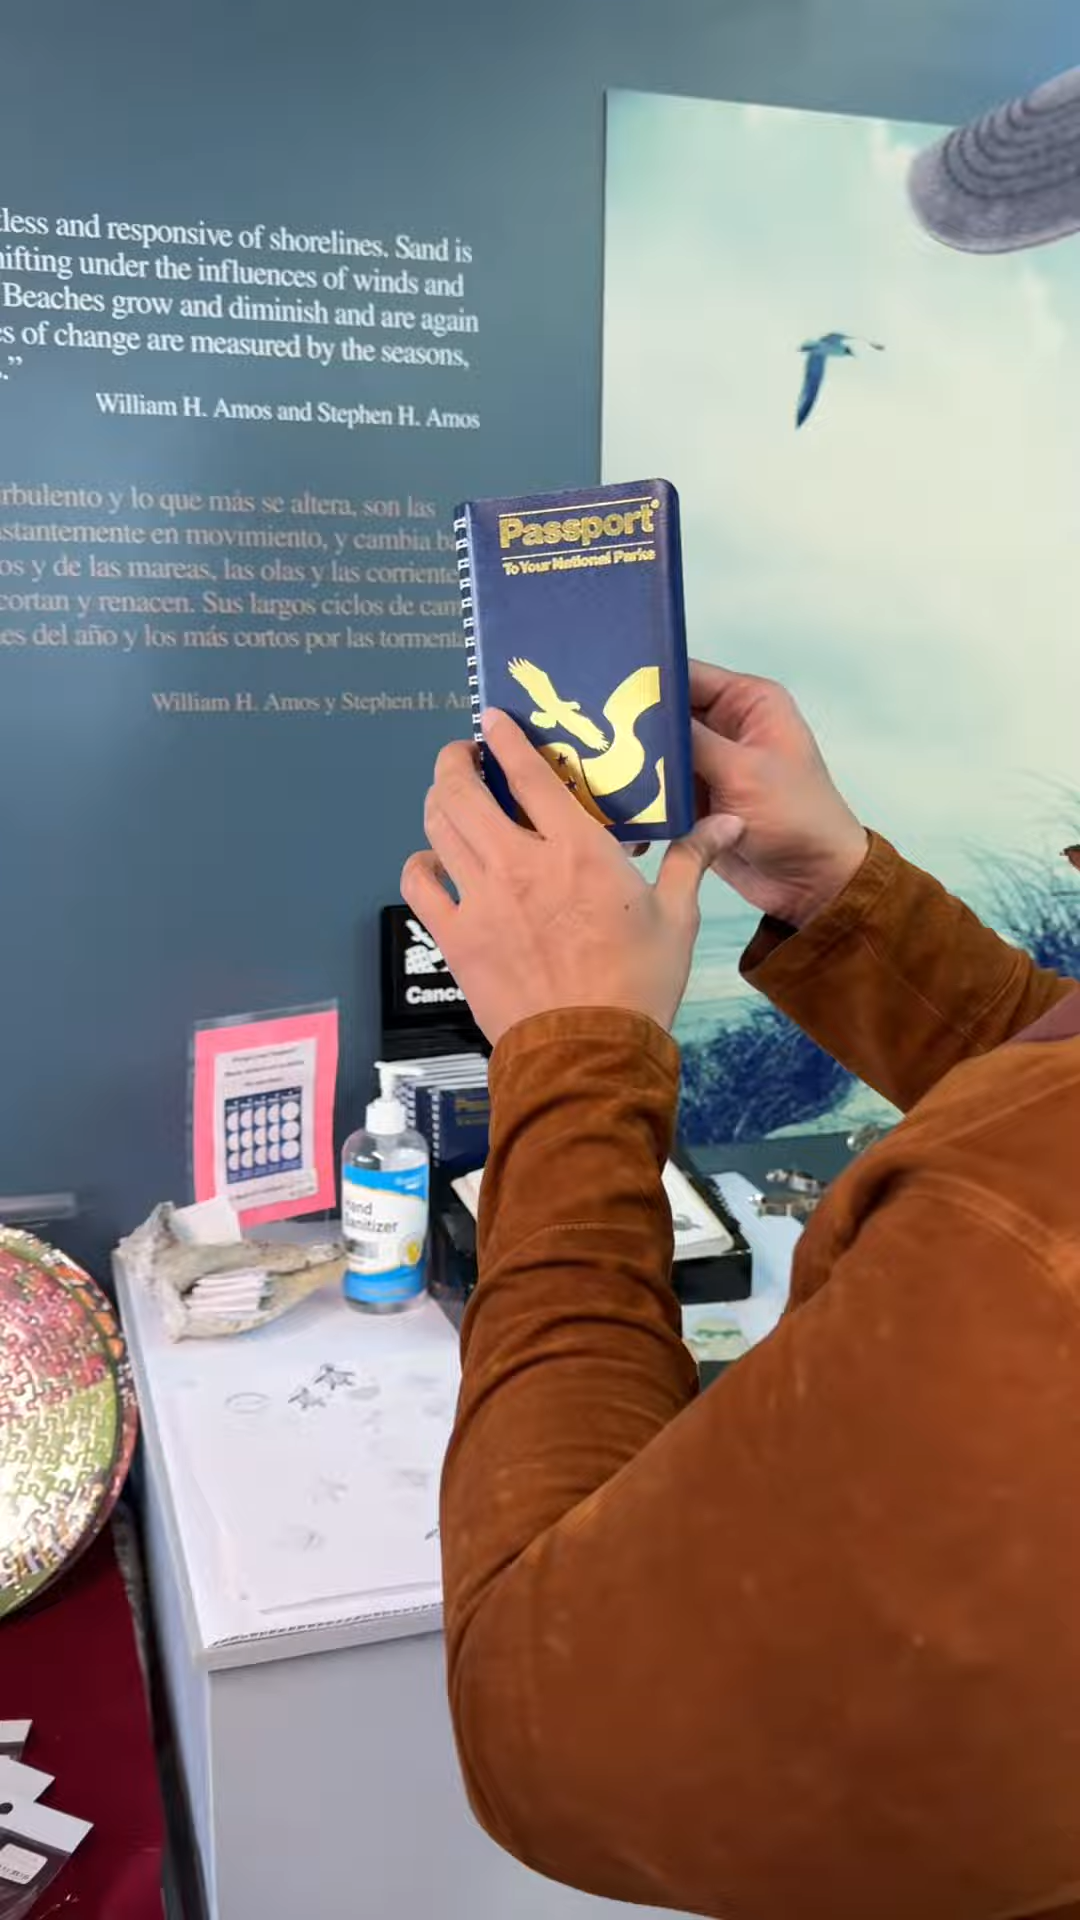 less and responsive of shorelines. Sand is
hifting under the influences of winds and
Beaches grow and diminish and are again
es of change are measured by the seasons,
.”
William H. Amos and Stephen H. Amos
rbulento y lo que más se altera, son las
stantemente en movimiento, y cambia b
os y de las mareas, las olas y las corriente
cortan y renacen. Sus largos ciclos de cam
es del año y los más cortos por las tormenta
William H. Amos y Stephen H. Am
Passport®
To Your National Parks
Cance
Hand
Sanitizer